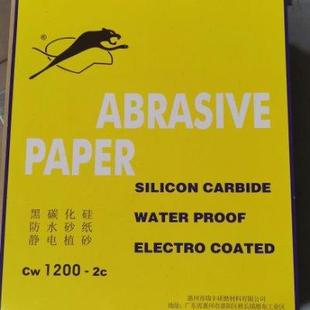 ®
ABRASIVE
PAPER
SILICON CARBIDE
黑碳化硅
WATER PROOF
防水砂纸
ELECTRO COATED
静电植砂
CW 1200 - 2c